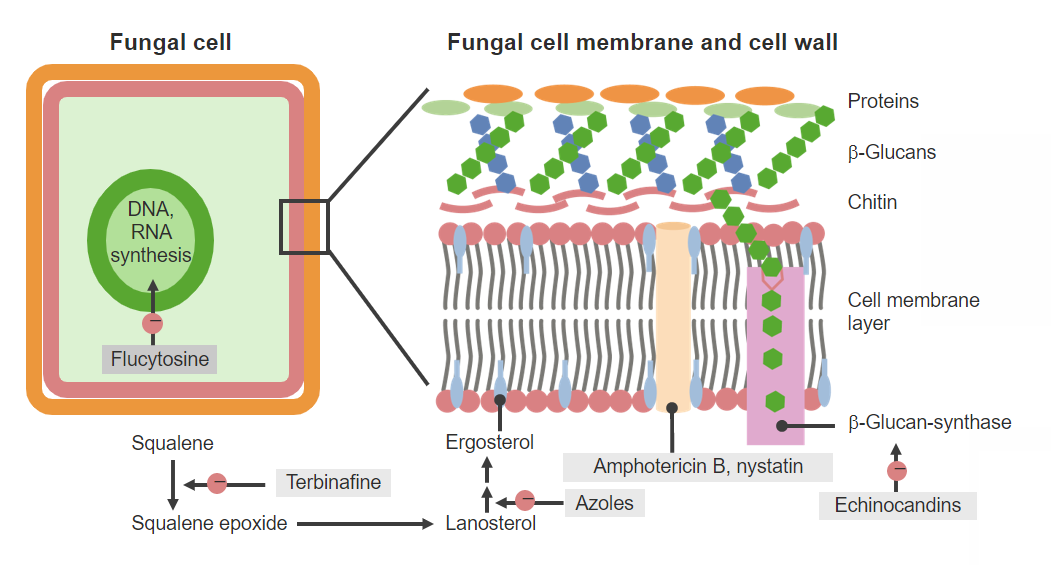 Fungal cell
Fungal cell membrane and cell wall
Proteins
β-Glucans
Chitin
DNA,
RNA
synthesis
−
Flucytosine
Cell membrane
layer
β-Glucan-synthase
Squalene
Ergosterol
Amphotericin B, nystatin
−
Terbinafine
−
Azoles
−
Echinocandins
Squalene epoxide
Lanosterol